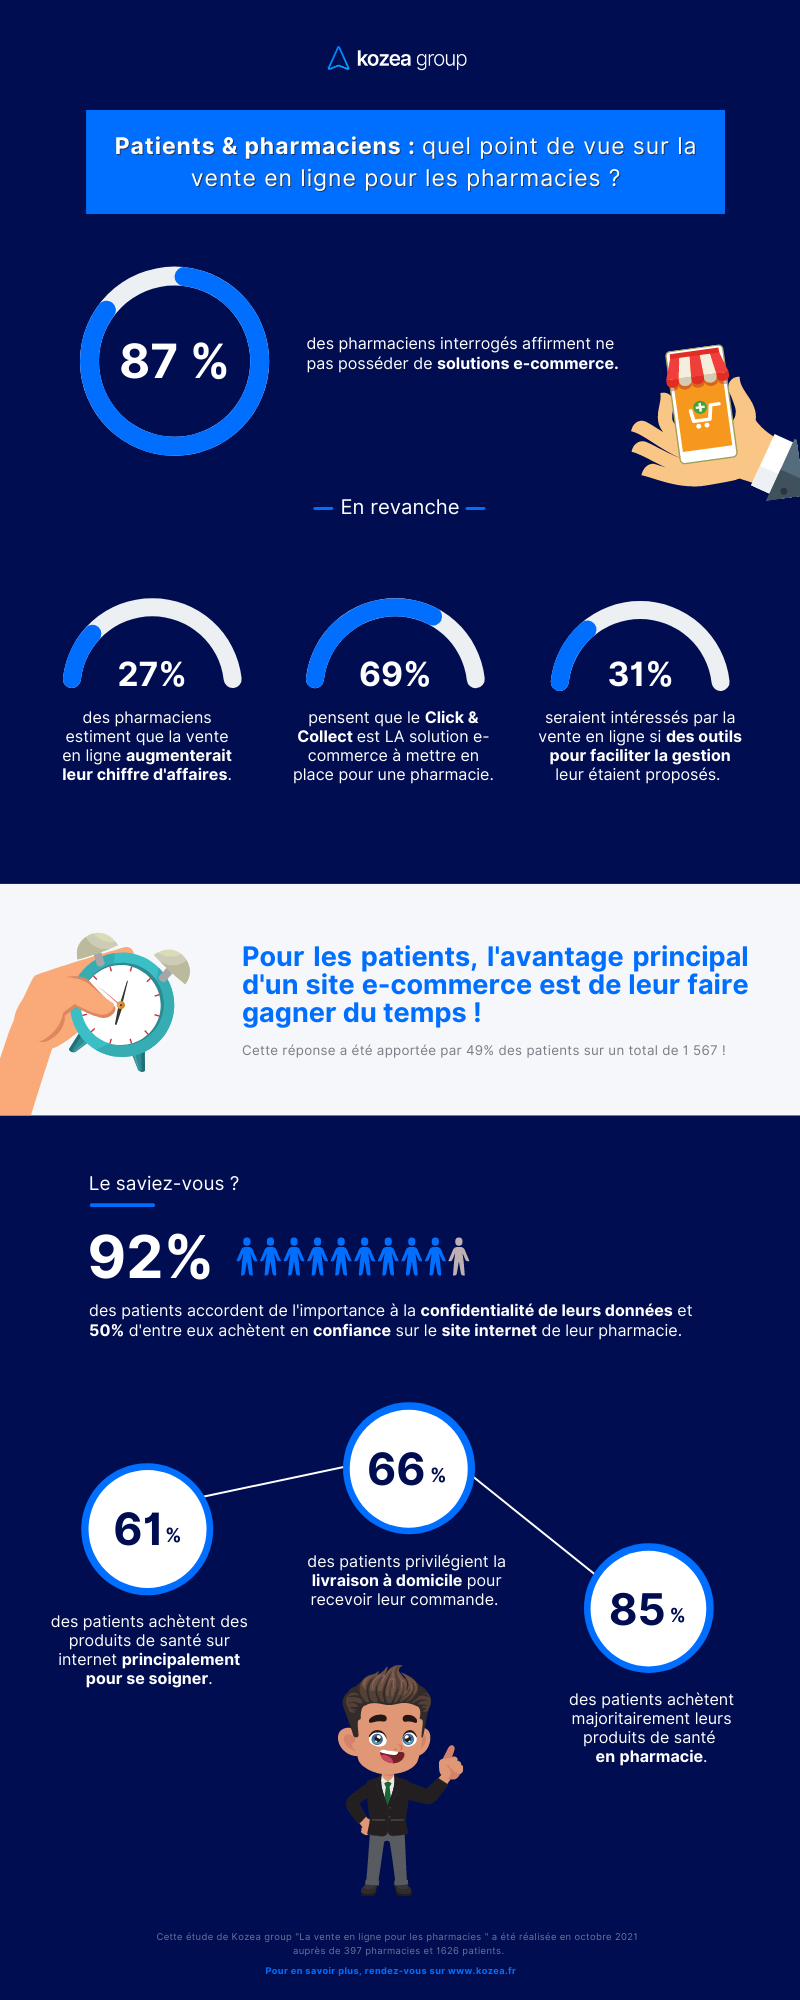 kozea group
Patients & pharmaciens : quel point de vue sur la
vente en ligne pour les pharmacies ?
87 %
des pharmaciens interrogés affirment ne
pas posséder de solutions e-commerce.
En revanche
27%
des pharmaciens
estiment que la vente
en ligne augmenterait
leur chiffre d'affaires.
69%
pensent que le Click &
Collect est LA solution e-
commerce à mettre en
place pour une pharmacie.
31%
seraient intéressés par la
vente en ligne si des outils
pour faciliter la gestion
leur étaient proposés.
Pour les patients, l'avantage principal
d'un site e-commerce est de leur faire
gagner du temps !
Cette réponse a été apportée par 49% des patients sur un total de 1 567 !
Le saviez-vous ?
92%
des patients accordent de l'importance à la confidentialité de leurs données et
50% d'entre eux achètent en confiance sur le site internet de leur pharmacie.
61 %
des patients achètent des
produits de santé sur
internet principalement
pour se soigner.
66 %
des patients privilégient la
livraison à domicile pour
recevoir leur commande.
85 %
des patients achètent
majoritairement leurs
produits de santé
en pharmacie.
Cette étude de Kozea group "La vente en ligne pour les pharmacies " a été réalisée en octobre 2021
auprès de 397 pharmacies et 1626 patients.
Pour en savoir plus, rendez-vous sur www.kozea.fr